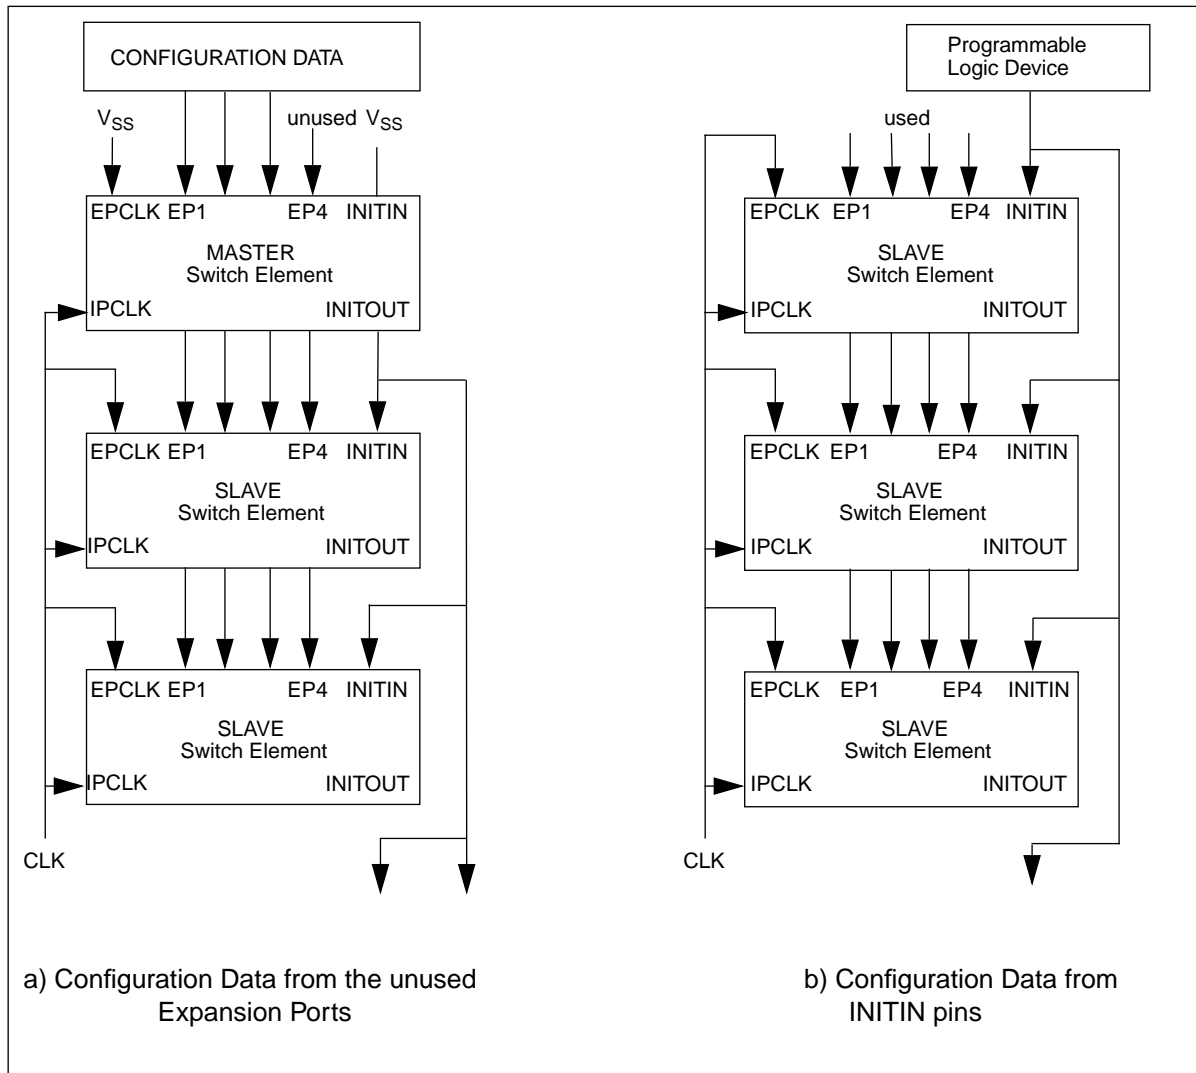 CONFIGURATION DATA
VSS
unused VSS
EPCLK EP1 EP4 INITIN
MASTER
Switch Element
IPCLK
INITOUT
EPCLK EP1 EP4 INITIN
SLAVE
Switch Element
IPCLK
INITOUT
EPCLK EP1 EP4 INITIN
SLAVE
Switch Element
IPCLK
INITOUT
CLK
a) Configuration Data from the unused
Expansion Ports
Programmable
Logic Device
used
EPCLK EP1 EP4 INITIN
SLAVE
Switch Element
IPCLK
INITOUT
EPCLK EP1 EP4 INITIN
SLAVE
Switch Element
IPCLK
INITOUT
EPCLK EP1 EP4 INITIN
SLAVE
Switch Element
IPCLK
INITOUT
CLK
b) Configuration Data from
INITIN pins